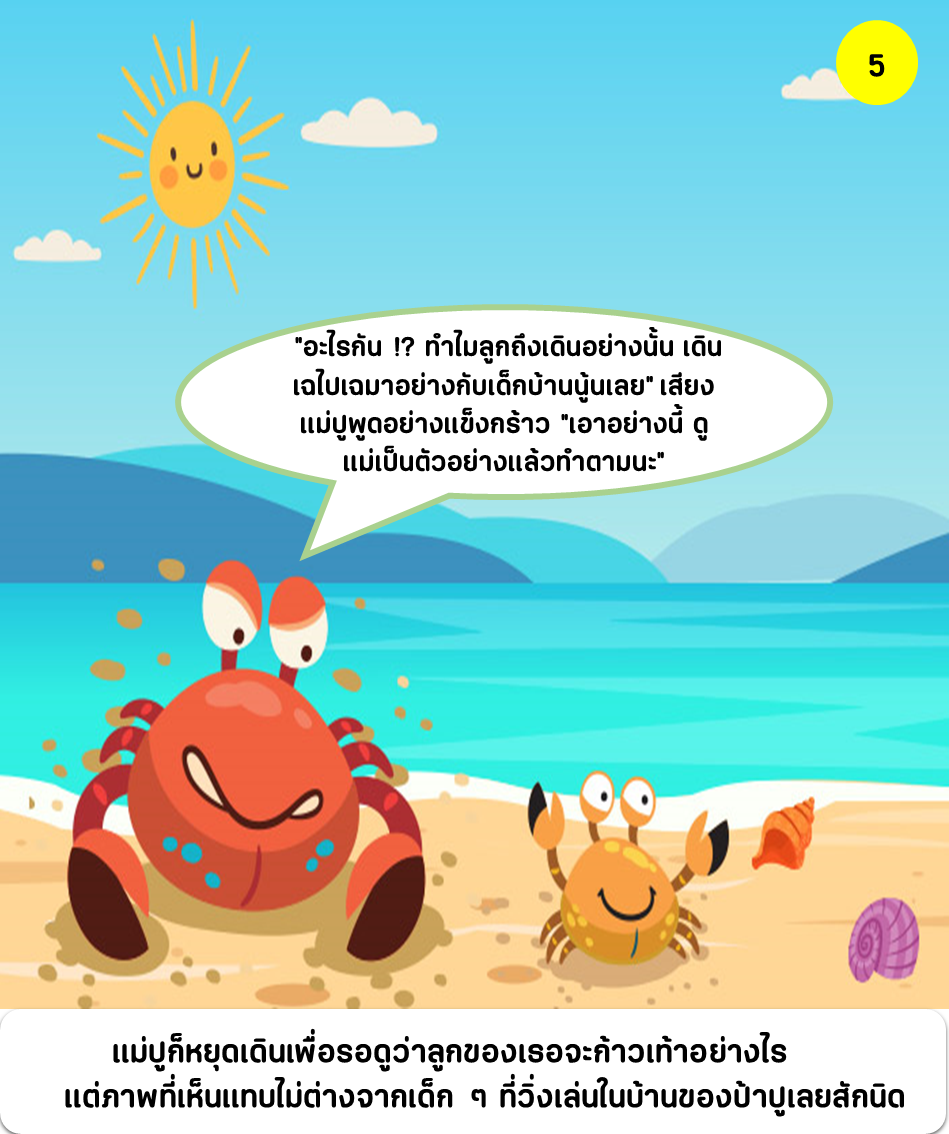 5
"อะไรกัน !? ทำไมลูกถึงเดินอย่างนั้น เดิน
เฉไปเฉมาอย่างกับเด็กบ้านนู้นเลย" เสียง
แม่ปูพูดอย่างแข็งกร้าว "เอาอย่างนี้ ดู
แม่เป็นตัวอย่างแล้วทำตามนะ"
แม่ปูก็หยุดเดินเพื่อรอดูว่าลูกของเธอจะก้าวเท้าอย่างไร
แต่ภาพที่เห็นแทบไม่ต่างจากเด็ก ๆ ที่วิ่งเล่นในบ้านของป้าปูเลยสักนิด